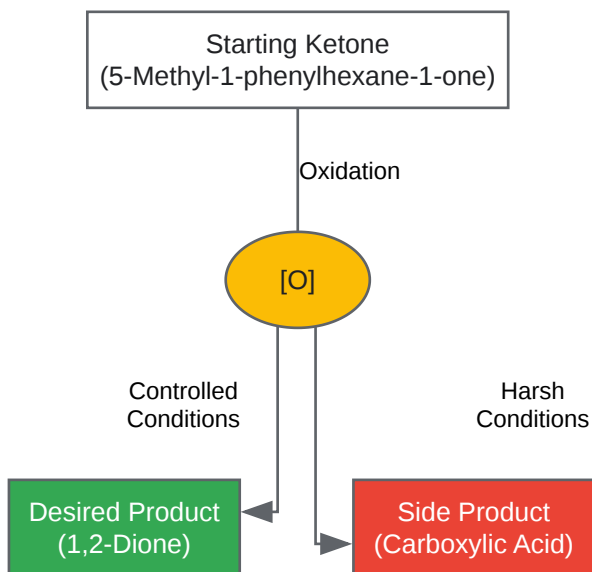 Starting Ketone
(5-Methyl-1-phenylhexane-1-one)
Oxidation
[O]
Controlled
Conditions
Harsh
Conditions
Desired Product
(1,2-Dione)
Side Product
(Carboxylic Acid)